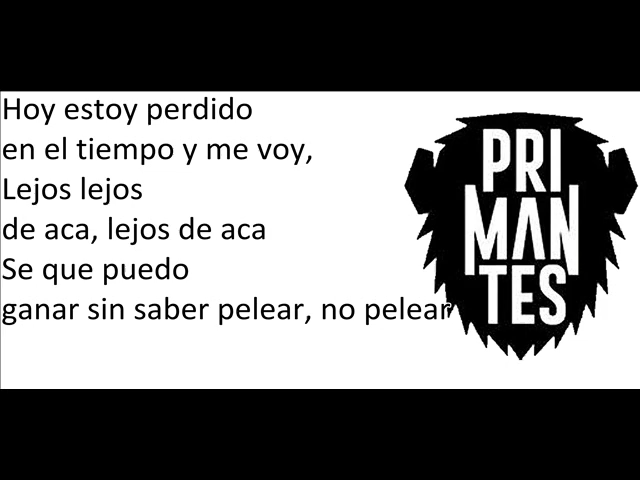 Hoy estoy perdido
en el tiempo y me voy,
Lejos lejos
de aca, lejos de aca
Se que puedo
ganar sin saber pelear, no pelear
PRI
MAN
TES